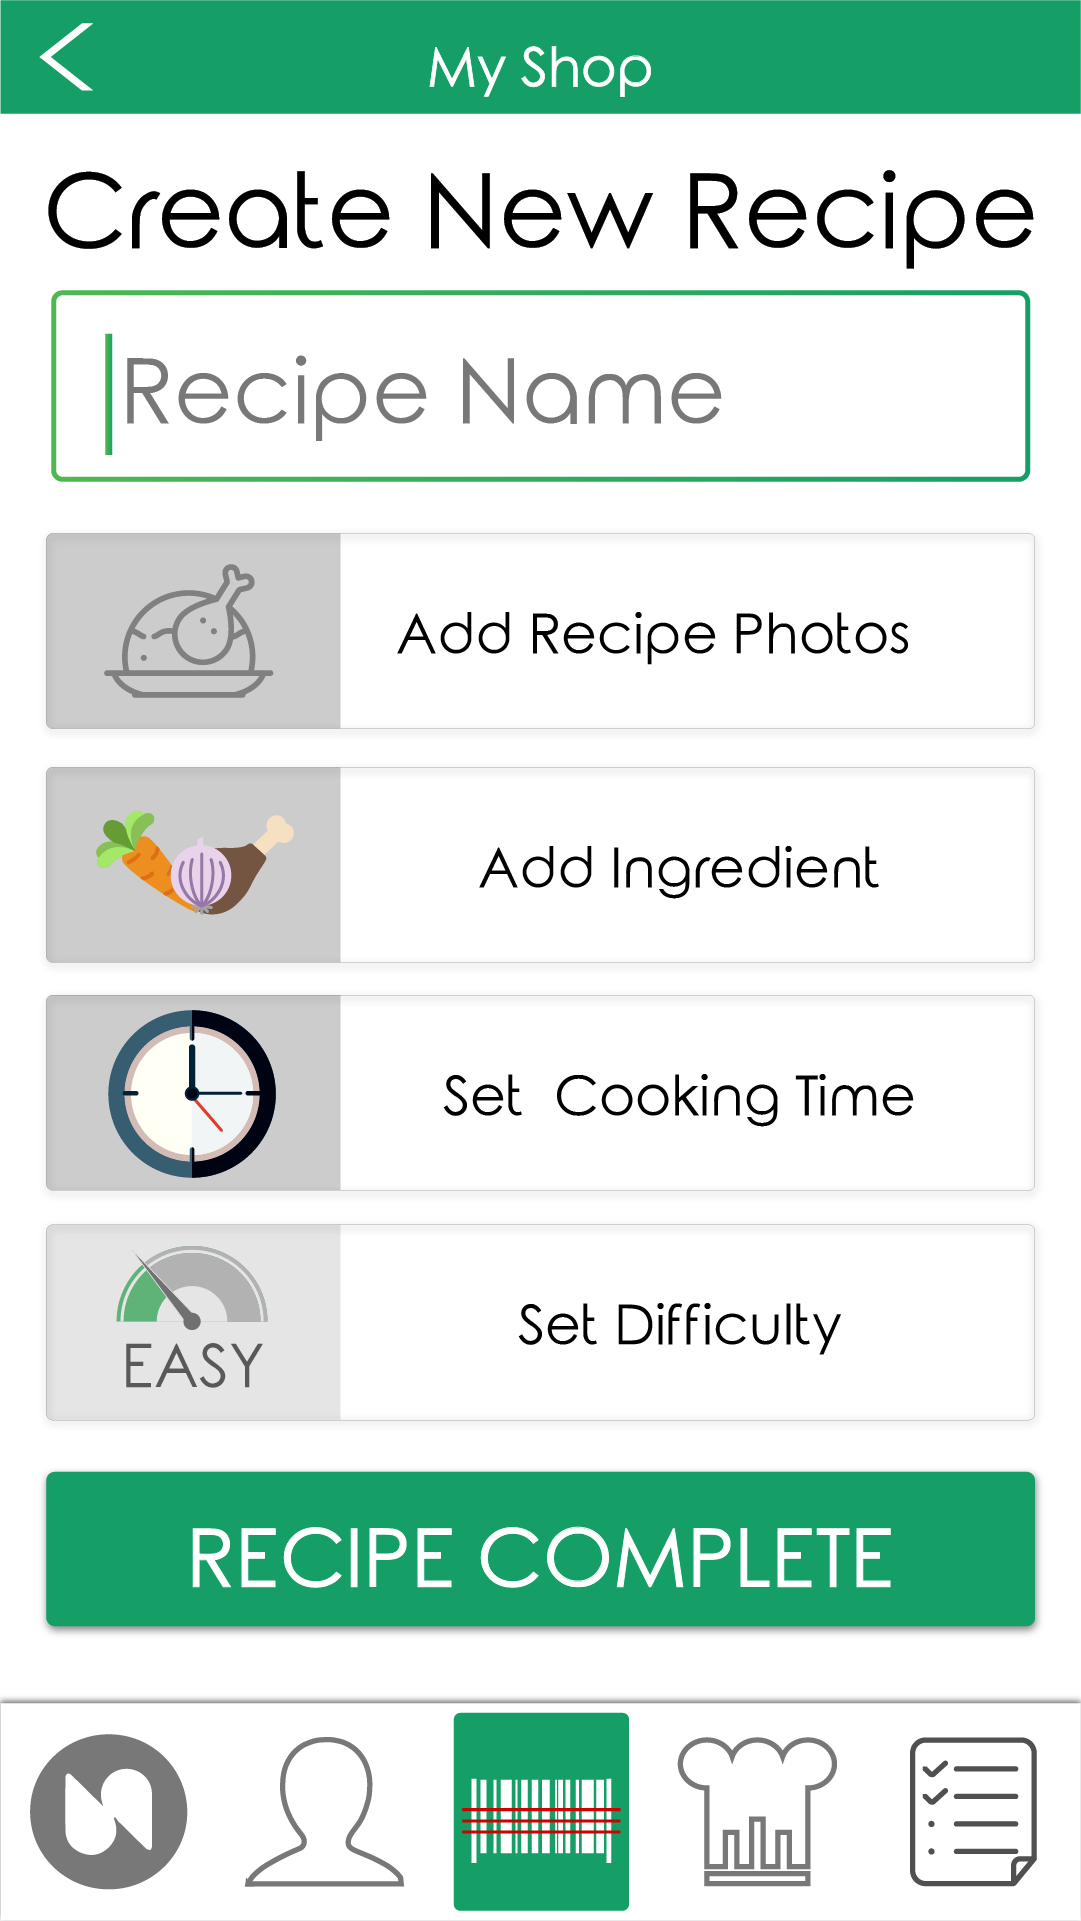 My Shop
Create New Recipe
Recipe Name
Add Recipe Photos
Add Ingredient
Set Cooking Time
EASY
Set Difficulty
RECIPE COMPLETE